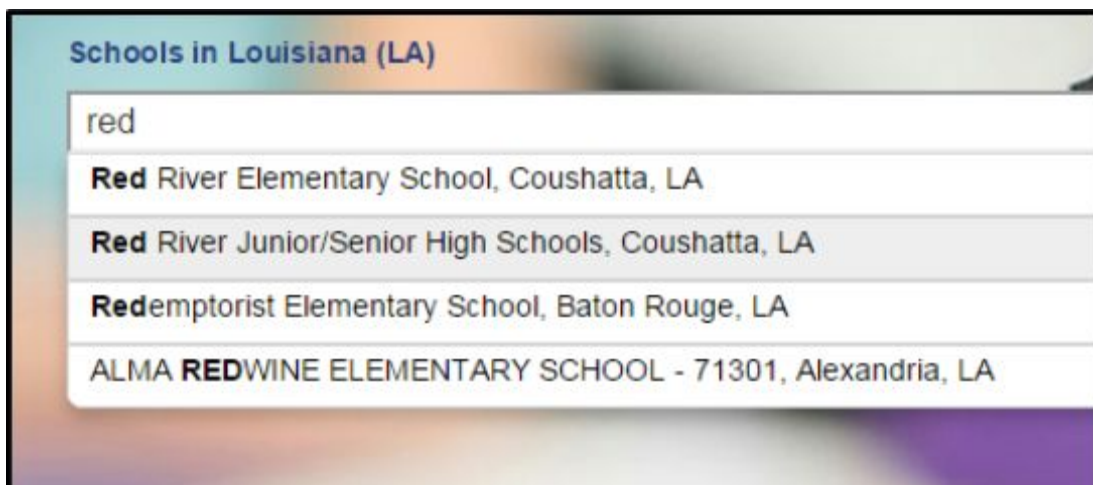 Schools in Louisiana (LA)
red
Red River Elementary School, Coushatta, LA
Red River Junior/Senior High Schools, Coushatta, LA
Redemptorist Elementary School, Baton Rouge, LA
ALMA REDWINE ELEMENTARY SCHOOL - 71301, Alexandria, LA